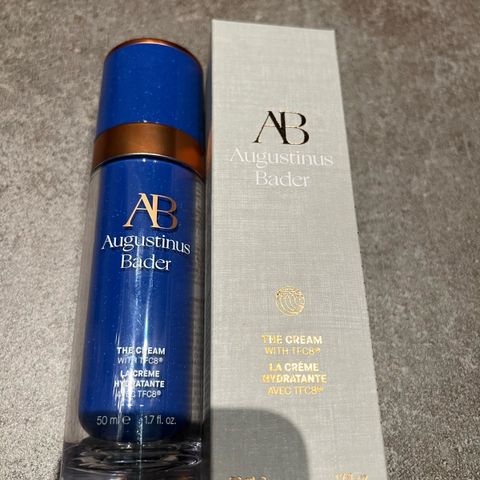 AB
Augustinus
Bader
THE CREAM
WITH TFC8®
LA CRÈME
HYDRATANTE
AVEC TFC8®
50 ml e 1.7 fl. oz.
AB
Augustinus
Bader
THE CREAM
WITH TFC8®
LA CRÈME
HYDRATANTE
AVEC TFC8®